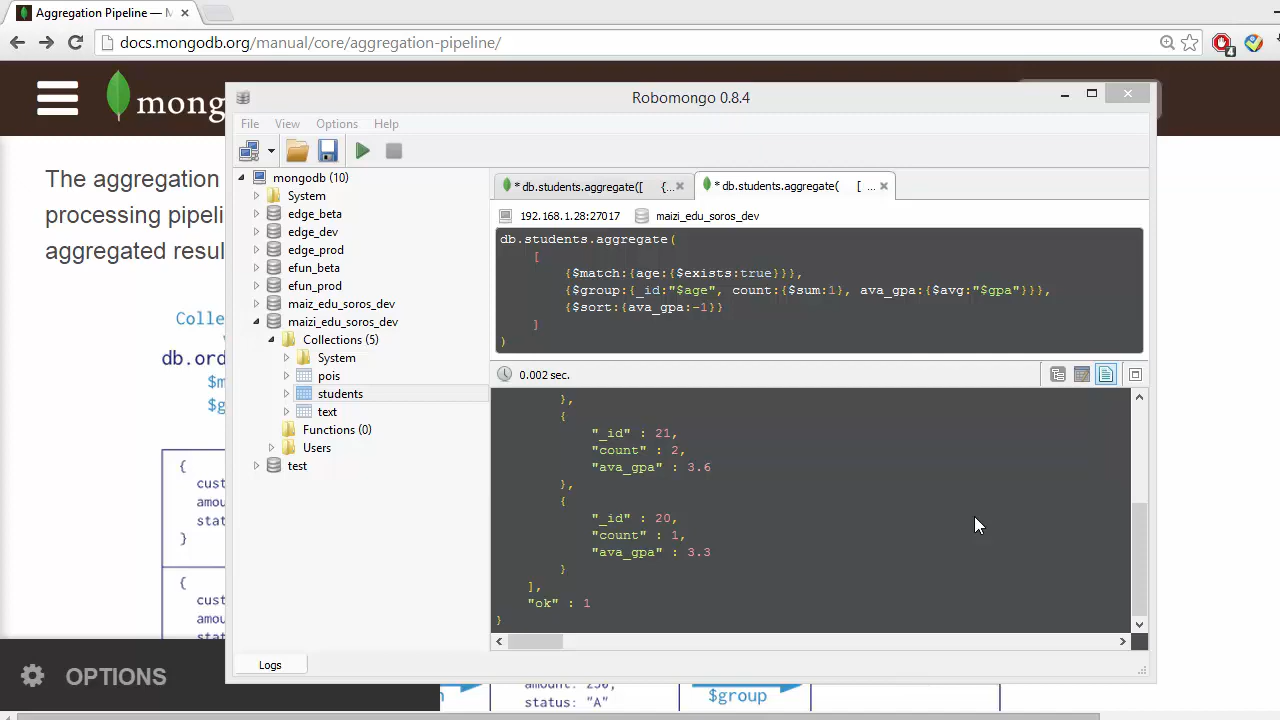 Aggregation Pipeline — M
docs.mongodb.org/manual/core/aggregation-pipeline/
4
mong
Robomongo 0.8.4
File View Options Help
The aggregation
processing pipeli
aggregated resul
Colle
db.ord
$m
$g
{
cust
amou
stat
}
{
cust
amou
statu
mongodb (10)
System
edge_beta
edge_dev
edge_prod
efun_beta
efun_prod
maiz_edu_soros_dev
maizi_edu_soros_dev
Collections (5)
System
pois
students
text
Functions (0)
Users
test
* db.students.aggregate([ {...
* db.students.aggregate( [ ...
192.168.1.28:27017 maizi_edu_soros_dev
db.students.aggregate(
[
{$match:{age:{$exists:true}}},
{$group:{_id:"$age", count:{$sum:1}, ava_gpa:{$avg:"$gpa"}}},
{$sort:{ava_gpa:-1}}
]
)
0.002 sec.
},
{
"_id" : 21,
"count" : 2,
"ava_gpa" : 3.6
},
{
"_id" : 20,
"count" : 1,
"ava_gpa" : 3.3
}
],
"ok" : 1
}
Logs
OPTIONS
status: "A"
$group